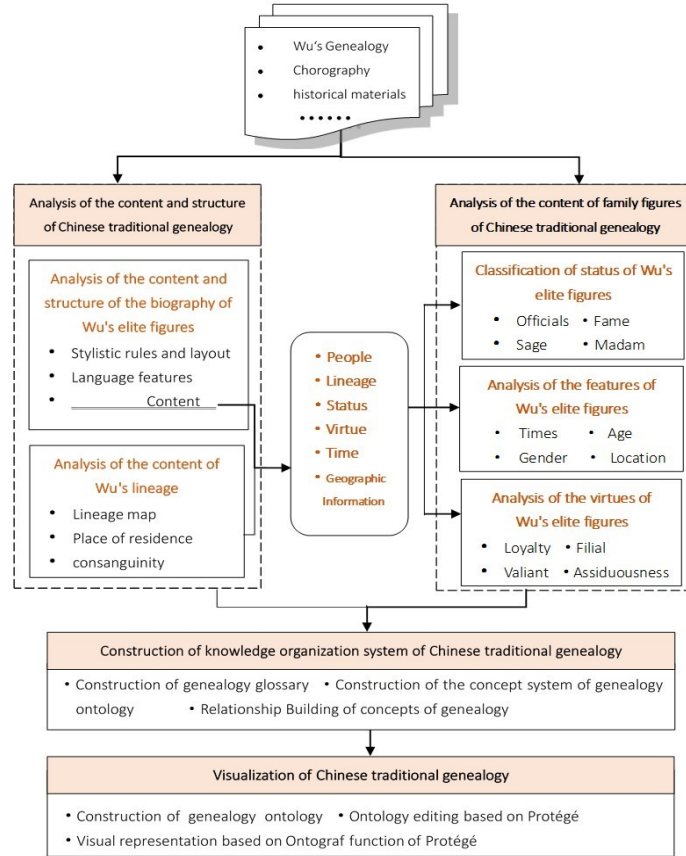 • Wu's Genealogy
• Chorography
• historical materials
• • • • • •
Analysis of the content and structure
of Chinese traditional genealogy
Analysis of the content and
structure of the biography of
Wu's elite figures
• Stylistic rules and layout
• Language features
• Content
Analysis of the content of
Wu's lineage
• Lineage map
• Place of residence
• consanguinity
• People
• Lineage
• Status
• Virtue
• Time
• Geographic
Information
Analysis of the content of family figures
of Chinese traditional genealogy
Classification of status of Wu's
elite figures
• Officials • Fame
• Sage • Madam
Analysis of the features of
Wu's elite figures
• Times • Age
• Gender • Location
Analysis of the virtues of
Wu's elite figures
• Loyalty • Filial
• Valiant • Assiduousness
Construction of knowledge organization system of Chinese traditional genealogy
• Construction of genealogy glossary • Construction of the concept system of genealogy
ontology • Relationship Building of concepts of genealogy
Visualization of Chinese traditional genealogy
• Construction of genealogy ontology • Ontology editing based on Protégé
• Visual representation based on Ontograf function of Protégé